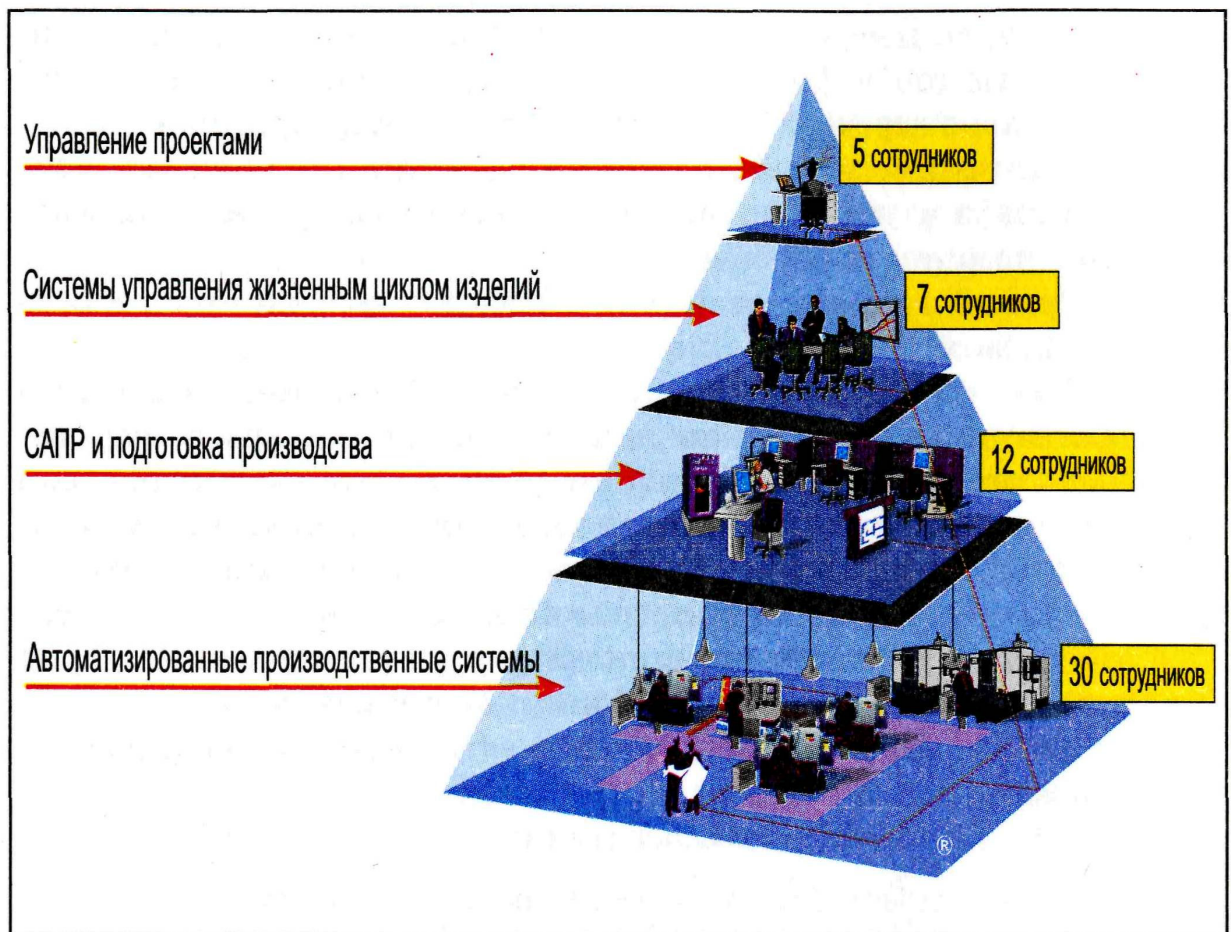 Управление проектами
5 сотрудников
Системы управления жизненным циклом изделий
7 сотрудников
САПР и подготовка производства
12 сотрудников
Автоматизированные производственные системы
30 сотрудников
®